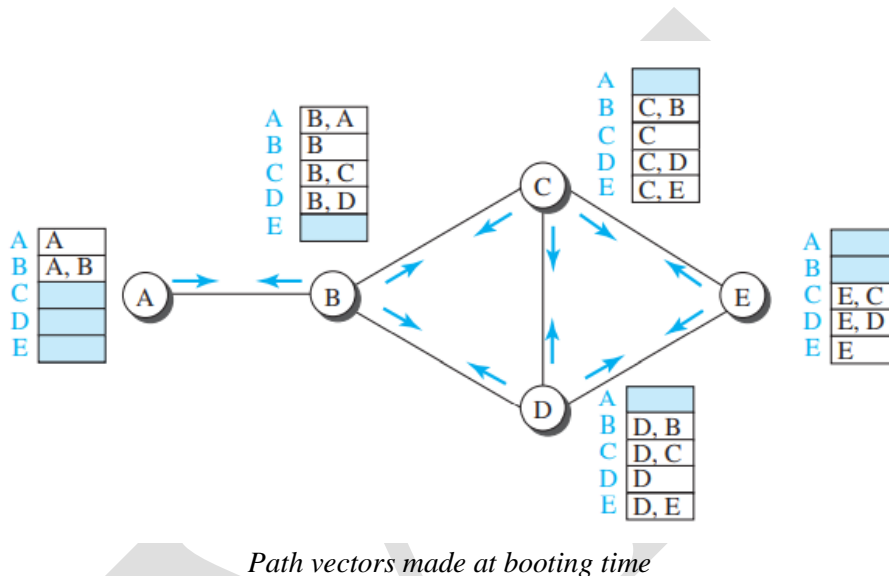 A
B C, B
C C
D C, D
E C, E
C
A B, A
B B
C B, C
D B, D
E
A A
B A, B
C
D
E
A
B
E
A
B
C E, C
D E, D
E E
D
A
B D, B
C D, C
D D
E D, E
Path vectors made at booting time